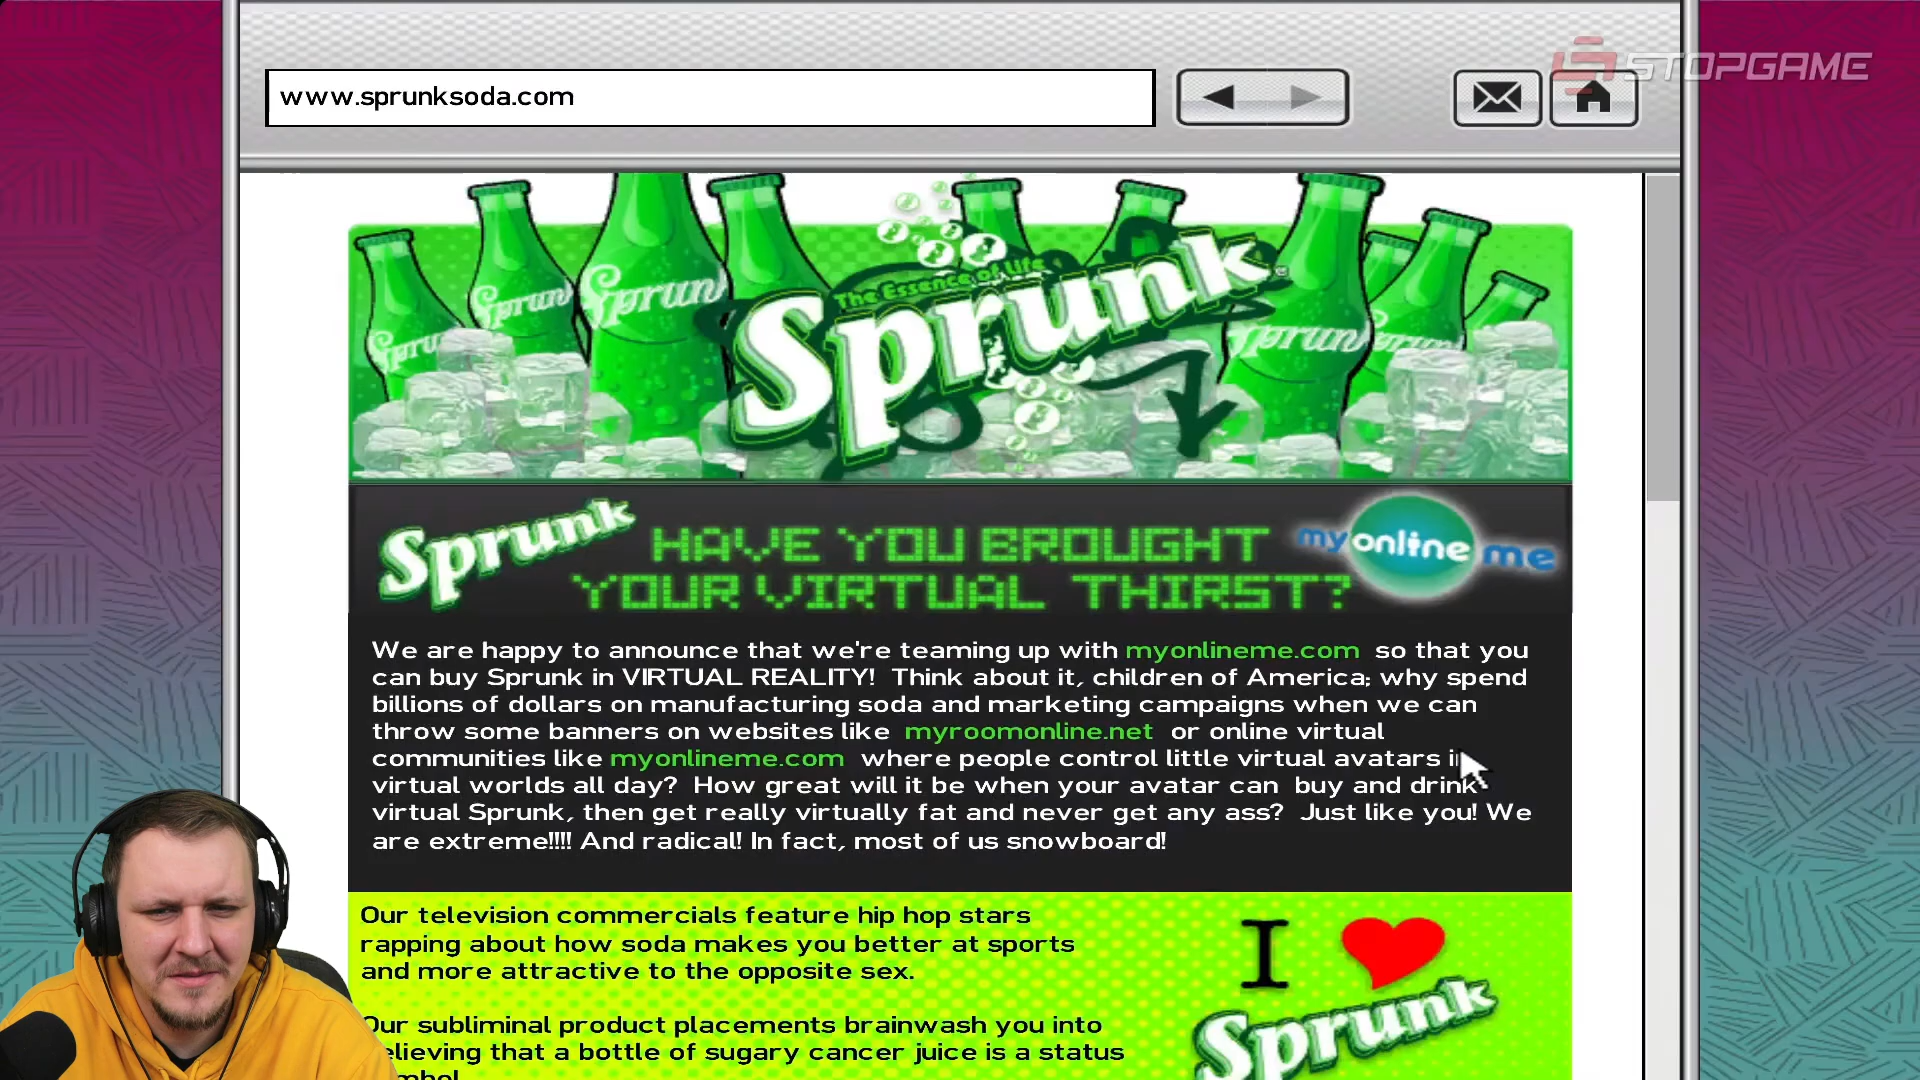 STOPGAME
www.sprunksoda.com
Sprunk
Sprunk
The Essence of Life
Sprunk
Sprunk
HAVE YOU BROUGHT
YOUR VIRTUAL THIRST?
my online me
We are happy to announce that we're teaming up with myonlineme.com so that you
can buy Sprunk in VIRTUAL REALITY! Think about it, children of America; why spend
billions of dollars on manufacturing soda and marketing campaigns when we can
throw some banners on websites like myroomonline.net or online virtual
communities like myonlineme.com where people control little virtual avatars
virtual worlds all day? How great will it be when your avatar can buy and drink
virtual Sprunk, then get really virtually fat and never get any ass? Just like you! We
are extreme!!!! And radical! In fact, most of us snowboard!
Our television commercials feature hip hop stars
rapping about how soda makes you better at sports
and more attractive to the opposite sex.
Our subliminal product placements brainwash you into
elieving that a bottle of sugary cancer juice is a status
I
Sprunk